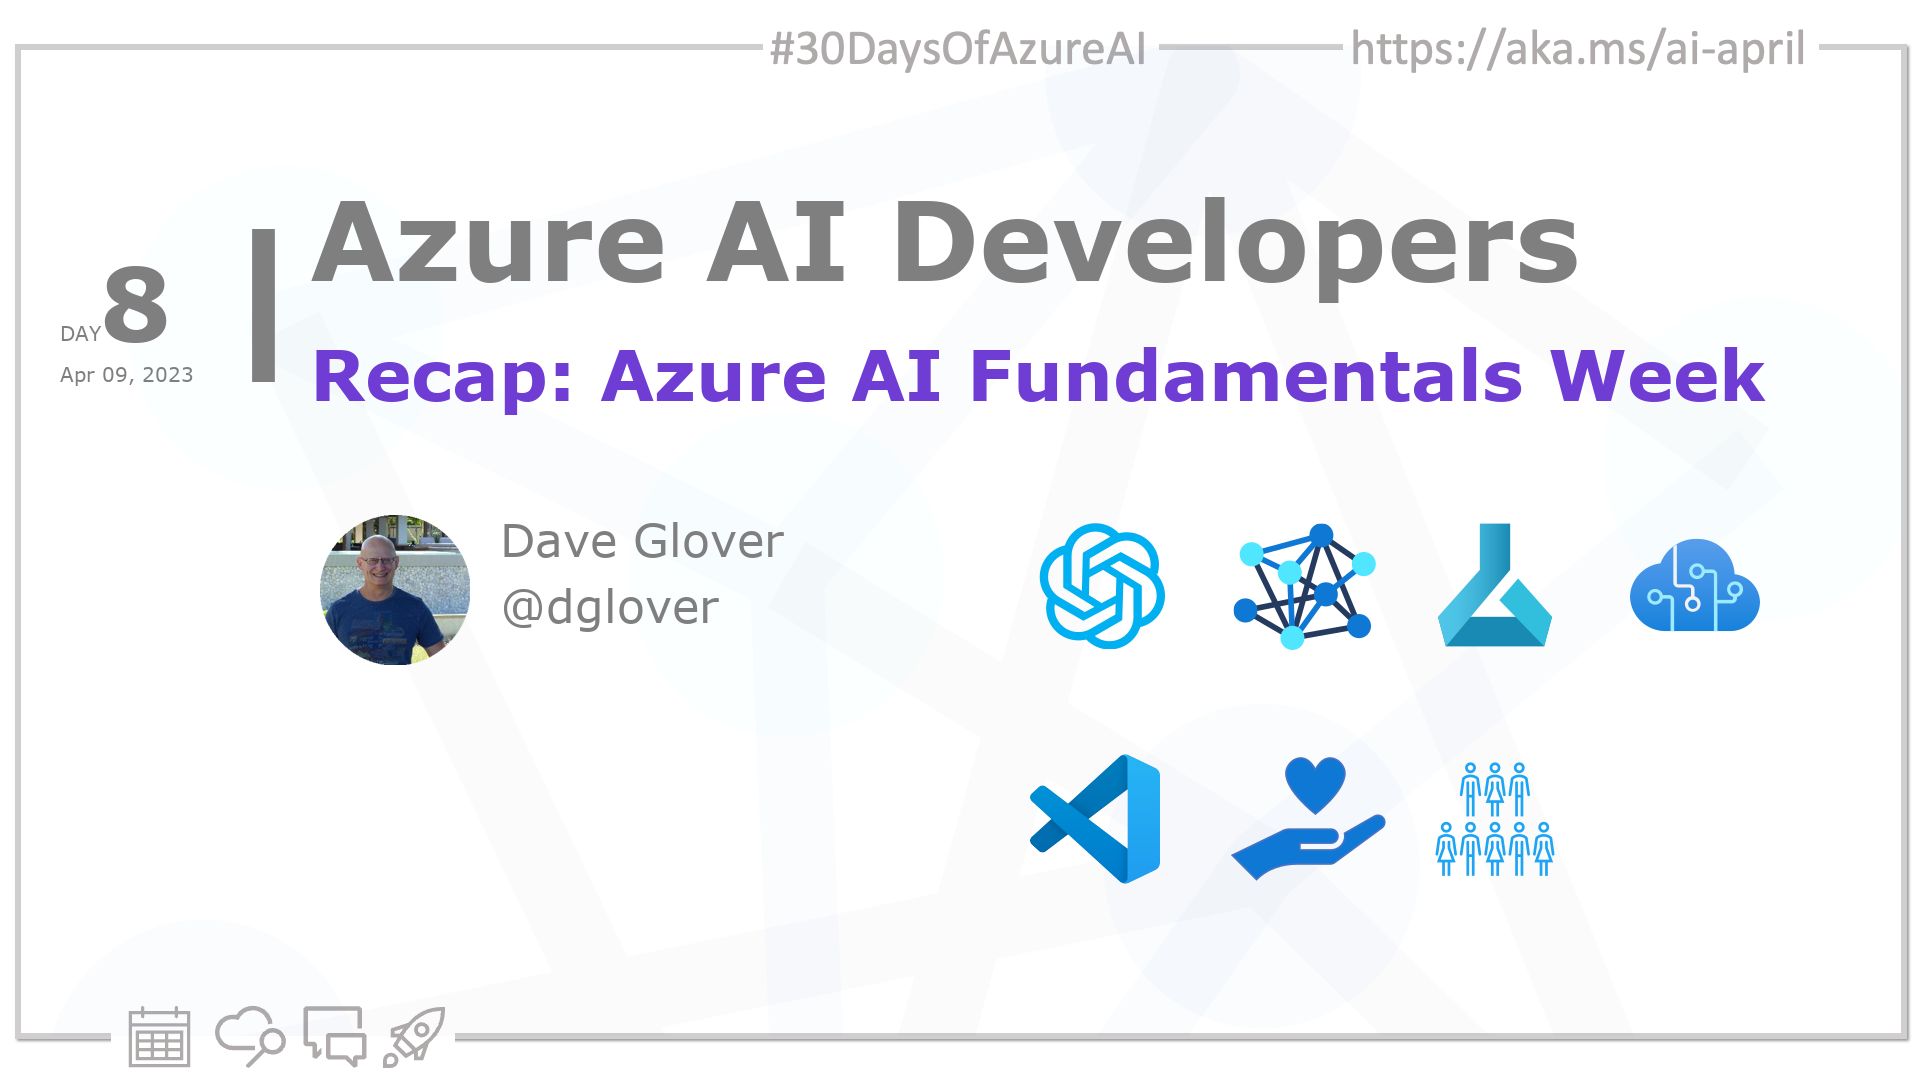 #30DaysOfAzureAI
https://aka.ms/ai-april
Azure AI Developers
DAY 8
Apr 09, 2023
Recap: Azure AI Fundamentals Week
Dave Glover
@dglover